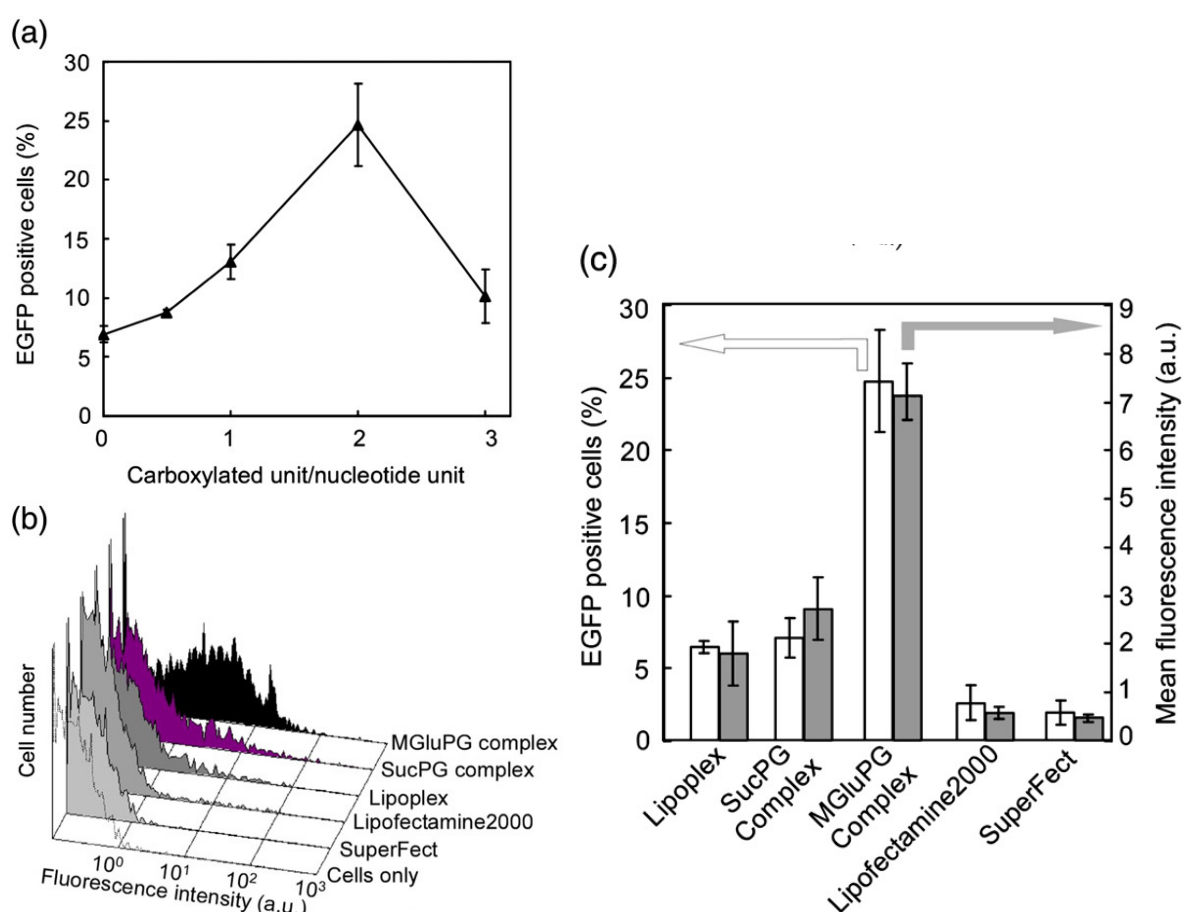 (a)
EGFP positive cells (%)
30
25
20
15
10
5
0
0 1 2 3
Carboxylated unit/nucleotide unit
(b)
Cell number
MGluPG complex
SucPG complex
Lipoplex
Lipofectamine2000
SuperFect
Cells only
10⁰ 10¹ 10² 10³
Fluorescence intensity (a.u.)
(c)
EGFP positive cells (%)
30
25
20
15
10
5
0
9
8
7
6
5
4
3
2
1
0
Mean fluorescence intensity (a.u.)
Lipoplex
SucPG
Complex
MGluPG
Complex
Lipofectamine2000
SuperFect